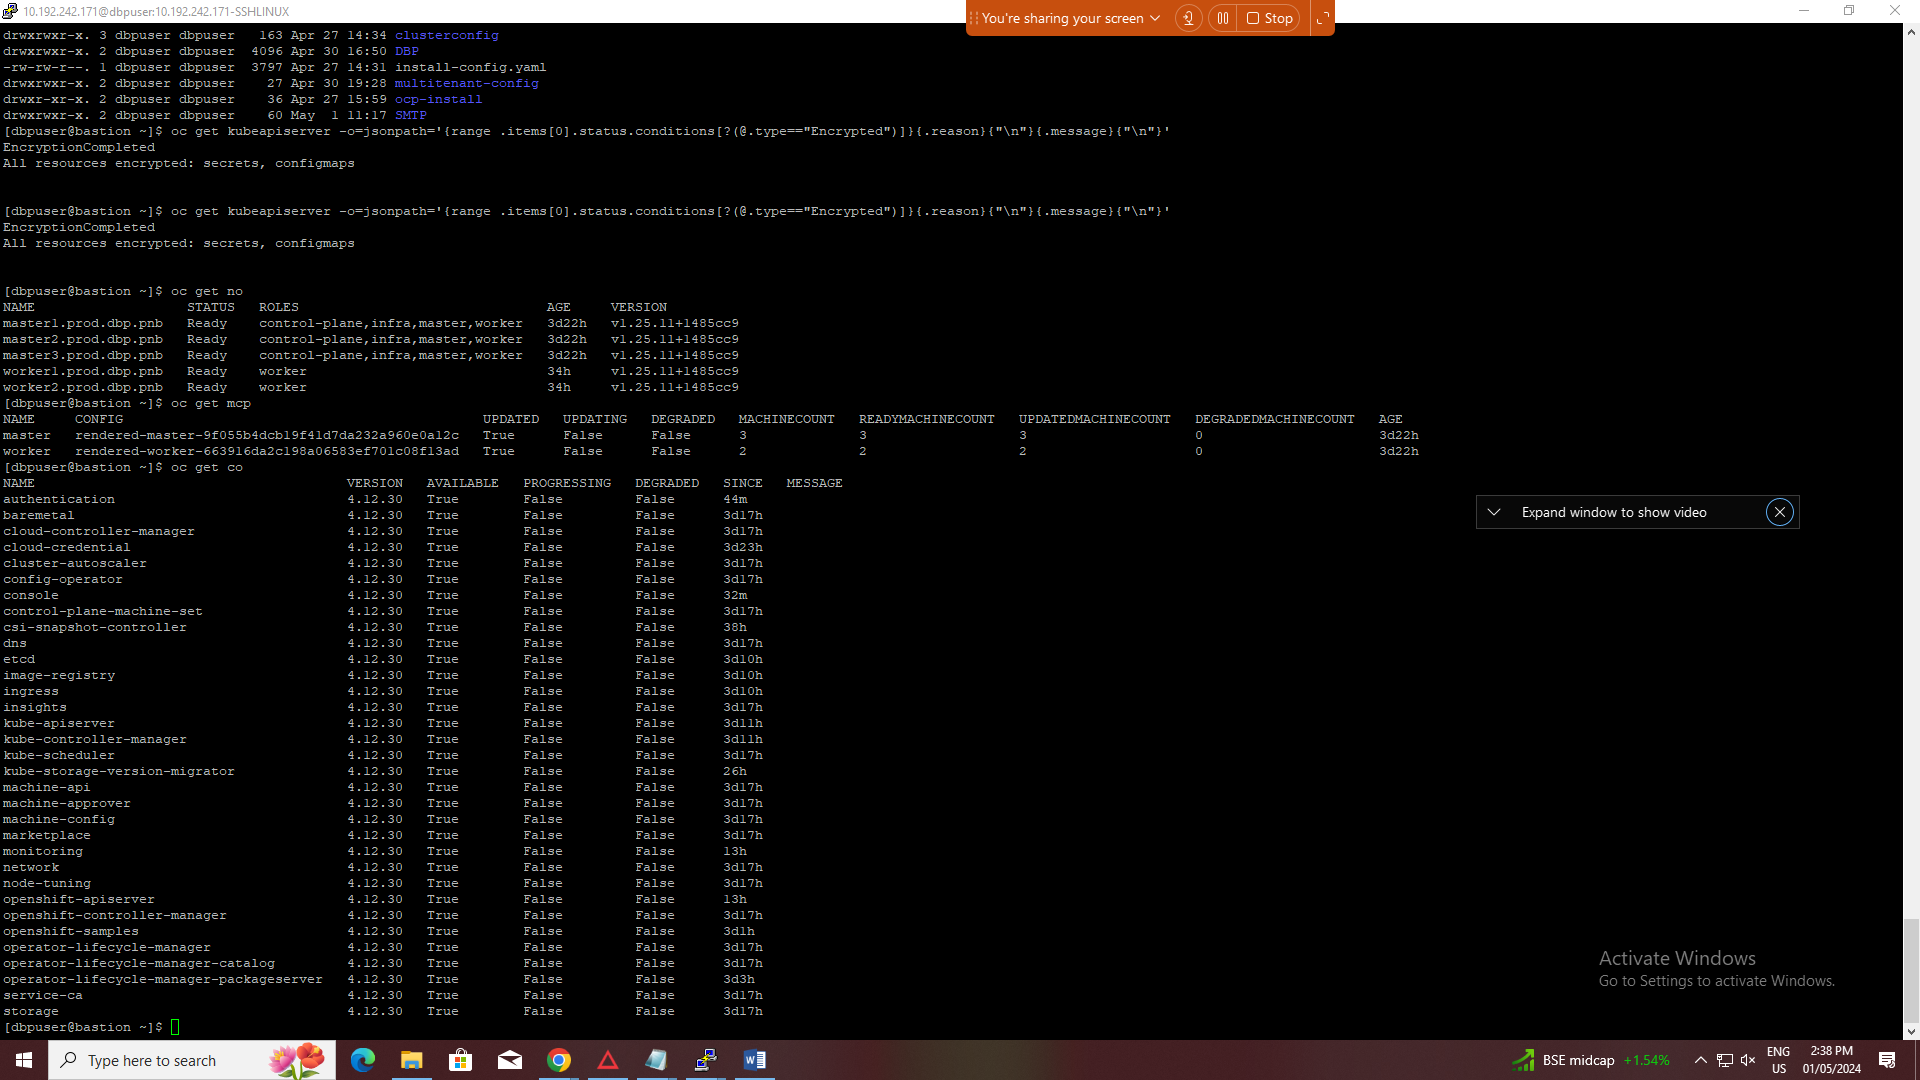 10.192.242.171@dbpuser:10.192.242.171-SSHLINUX
You're sharing your screen
Stop
drwxrwxr-x. 3 dbpuser dbpuser   163 Apr 27 14:34 clusterconfig
drwxrwxr-x. 2 dbpuser dbpuser  4096 Apr 30 16:50 DBP
-rw-rw-r--. 1 dbpuser dbpuser  3797 Apr 27 14:31 install-config.yaml
drwxrwxr-x. 2 dbpuser dbpuser    27 Apr 30 19:28 multitenant-config
drwxr-xr-x. 2 dbpuser dbpuser    36 Apr 27 15:59 ocp-install
drwxrwxr-x. 2 dbpuser dbpuser    60 May  1 11:17 SMTP
[dbpuser@bastion ~]$ oc get kubeapiserver -o=jsonpath='{range .items[0].status.conditions[?(@.type=="Encrypted")]}{.reason}{"\n"}{.message}{"\n"}'
EncryptionCompleted
All resources encrypted: secrets, configmaps
[dbpuser@bastion ~]$ oc get kubeapiserver -o=jsonpath='{range .items[0].status.conditions[?(@.type=="Encrypted")]}{.reason}{"\n"}{.message}{"\n"}'
EncryptionCompleted
All resources encrypted: secrets, configmaps
[dbpuser@bastion ~]$ oc get no
NAME STATUS ROLES AGE VERSION
master1.prod.dbp.pnb Ready control-plane,infra,master,worker 3d22h v1.25.11+1485cc9
master2.prod.dbp.pnb Ready control-plane,infra,master,worker 3d22h v1.25.11+1485cc9
master3.prod.dbp.pnb Ready control-plane,infra,master,worker 3d22h v1.25.11+1485cc9
worker1.prod.dbp.pnb Ready worker 34h v1.25.11+1485cc9
worker2.prod.dbp.pnb Ready worker 34h v1.25.11+1485cc9
[dbpuser@bastion ~]$ oc get mcp
NAME CONFIG UPDATED UPDATING DEGRADED MACHINECOUNT READYMACHINECOUNT UPDATEDMACHINECOUNT DEGRADEDMACHINECOUNT AGE
master rendered-master-9f055b4dcb19f41d7da232a960e0a12c True False False 3 3 3 0 3d22h
worker rendered-worker-663916da2c198a06583ef701c08f13ad True False False 2 2 2 0 3d22h
[dbpuser@bastion ~]$ oc get co
NAME VERSION AVAILABLE PROGRESSING DEGRADED SINCE MESSAGE
authentication 4.12.30 True False False 44m
baremetal 4.12.30 True False False 3d17h
cloud-controller-manager 4.12.30 True False False 3d17h
cloud-credential 4.12.30 True False False 3d23h
cluster-autoscaler 4.12.30 True False False 3d17h
config-operator 4.12.30 True False False 3d17h
console 4.12.30 True False False 32m
control-plane-machine-set 4.12.30 True False False 3d17h
csi-snapshot-controller 4.12.30 True False False 38h
dns 4.12.30 True False False 3d17h
etcd 4.12.30 True False False 3d10h
image-registry 4.12.30 True False False 3d10h
ingress 4.12.30 True False False 3d10h
insights 4.12.30 True False False 3d17h
kube-apiserver 4.12.30 True False False 3d11h
kube-controller-manager 4.12.30 True False False 3d11h
kube-scheduler 4.12.30 True False False 3d17h
kube-storage-version-migrator 4.12.30 True False False 26h
machine-api 4.12.30 True False False 3d17h
machine-approver 4.12.30 True False False 3d17h
machine-config 4.12.30 True False False 3d17h
marketplace 4.12.30 True False False 3d17h
monitoring 4.12.30 True False False 13h
network 4.12.30 True False False 3d17h
node-tuning 4.12.30 True False False 3d17h
openshift-apiserver 4.12.30 True False False 13h
openshift-controller-manager 4.12.30 True False False 3d17h
openshift-samples 4.12.30 True False False 3d1h
operator-lifecycle-manager 4.12.30 True False False 3d17h
operator-lifecycle-manager-catalog 4.12.30 True False False 3d17h
operator-lifecycle-manager-packageserver 4.12.30 True False False 3d3h
service-ca 4.12.30 True False False 3d17h
storage 4.12.30 True False False 3d17h
[dbpuser@bastion ~]$
Expand window to show video
Activate Windows
Go to Settings to activate Windows.
Type here to search
BSE midcap +1.54%
ENG
US
2:38 PM
01/05/2024